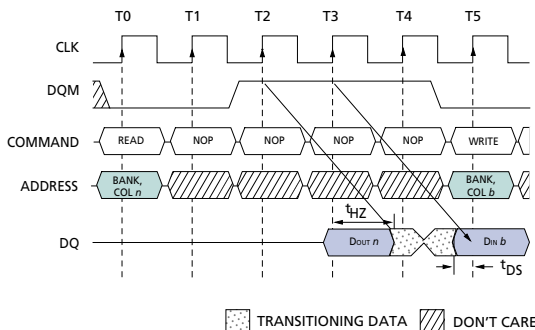 T0 T1 T2 T3 T4 T5
CLK
DQM
COMMAND READ NOP NOP NOP NOP WRITE
ADDRESS BANK, COL n BANK, COL b
tHZ
DQ DOUT n DIN b
tDS
TRANSITIONING DATA DON'T CARE